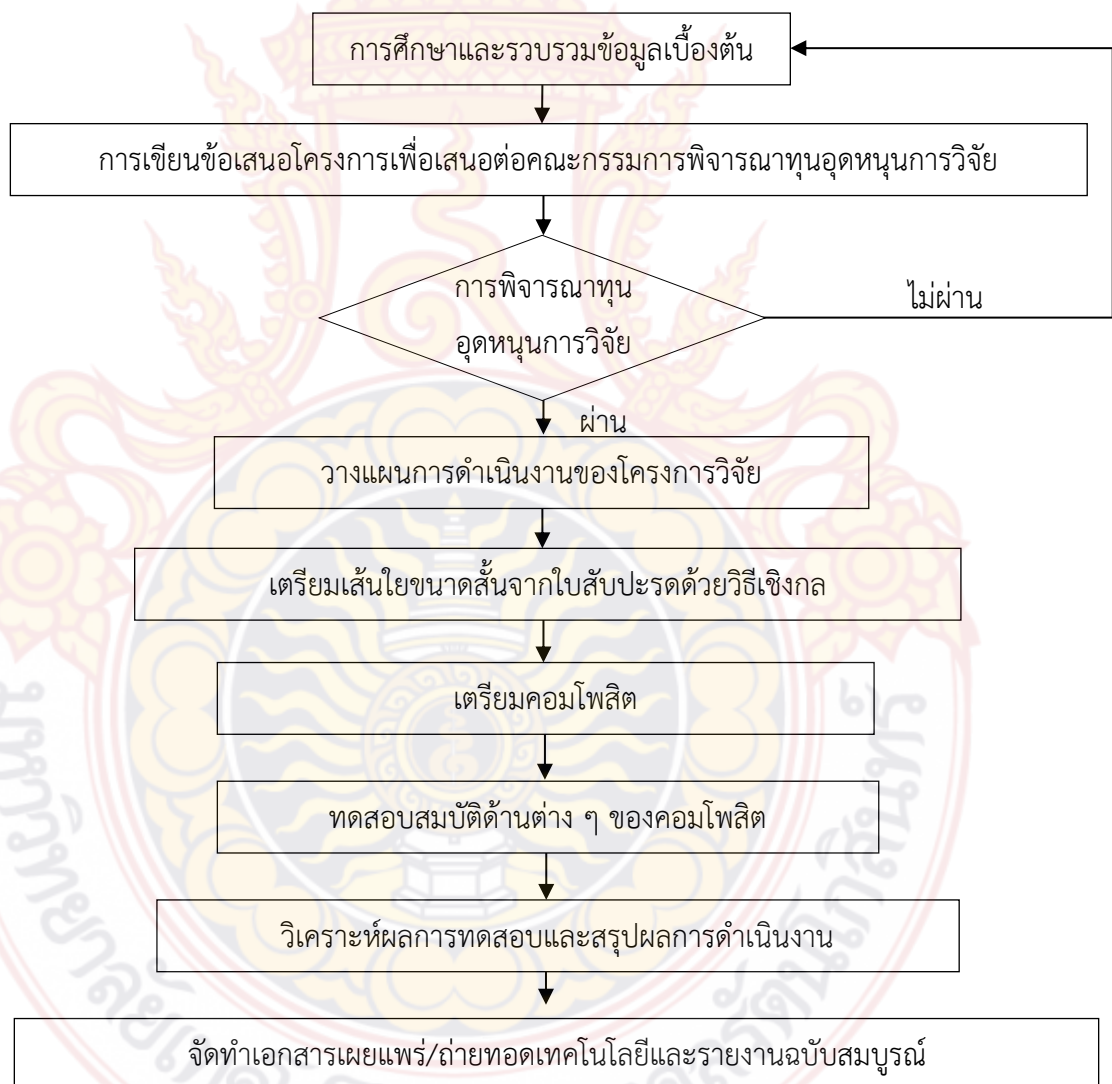 การศึกษาและรวบรวมข้อมูลเบื้องต้น
การเขียนข้อเสนอโครงการเพื่อเสนอต่อคณะกรรมการพิจารณาทุนอุดหนุนการวิจัย
การพิจารณาทุน
อุดหนุนการวิจัย
ไม่ผ่าน
ผ่าน
วางแผนการดำเนินงานของโครงการวิจัย
เตรียมเส้นใยขนาดสั้นจากใบสับปะรดด้วยวิธีเชิงกล
เตรียมคอมโพสิต
ทดสอบสมบัติด้านต่าง ๆ ของคอมโพสิต
วิเคราะห์ผลการทดสอบและสรุปผลการดำเนินงาน
จัดทำเอกสารเผยแพร่/ถ่ายทอดเทคโนโลยีและรายงานฉบับสมบูรณ์